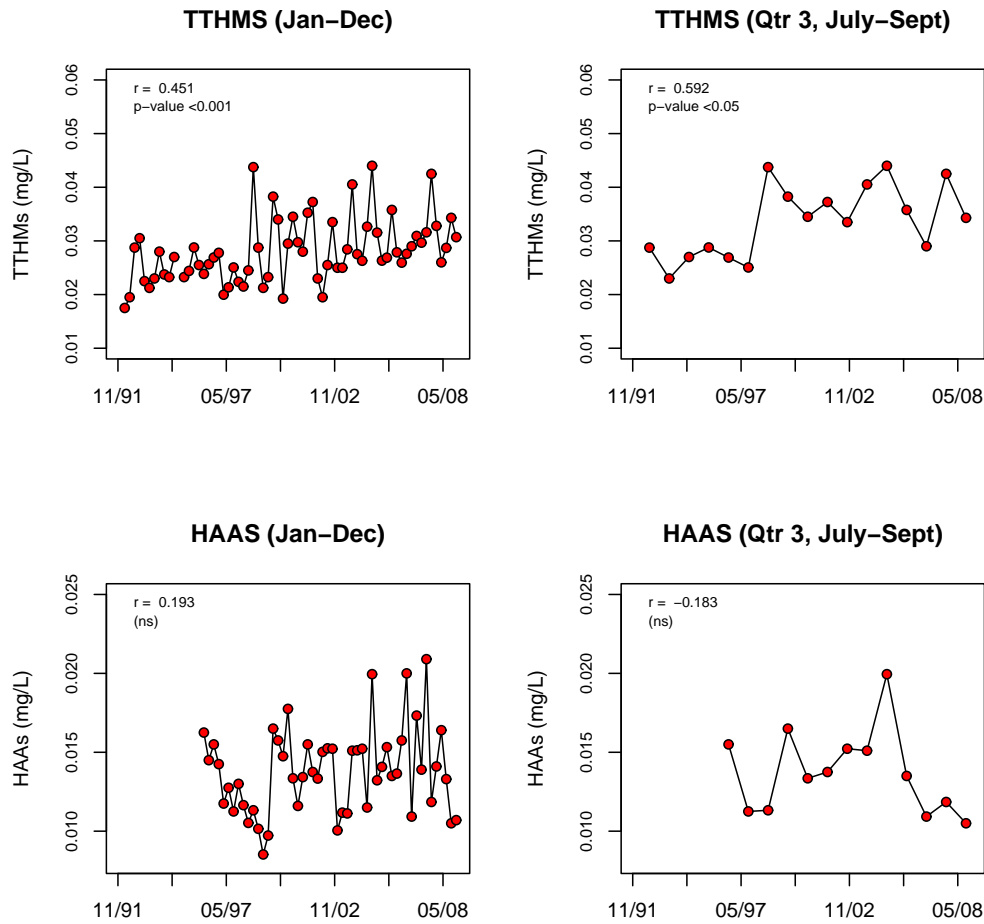 TTHMS (Jan−Dec)
r = 0.451
p−value <0.001
0.06
0.05
0.04
0.03
0.02
0.01
TTHMs (mg/L)
11/91 05/97 11/02 05/08
TTHMS (Qtr 3, July−Sept)
r = 0.592
p−value <0.05
0.06
0.05
0.04
0.03
0.02
0.01
TTHMs (mg/L)
11/91 05/97 11/02 05/08
HAAS (Jan−Dec)
r = 0.193
(ns)
0.025
0.020
0.015
0.010
HAAs (mg/L)
11/91 05/97 11/02 05/08
HAAS (Qtr 3, July−Sept)
r = −0.183
(ns)
0.025
0.020
0.015
0.010
HAAs (mg/L)
11/91 05/97 11/02 05/08